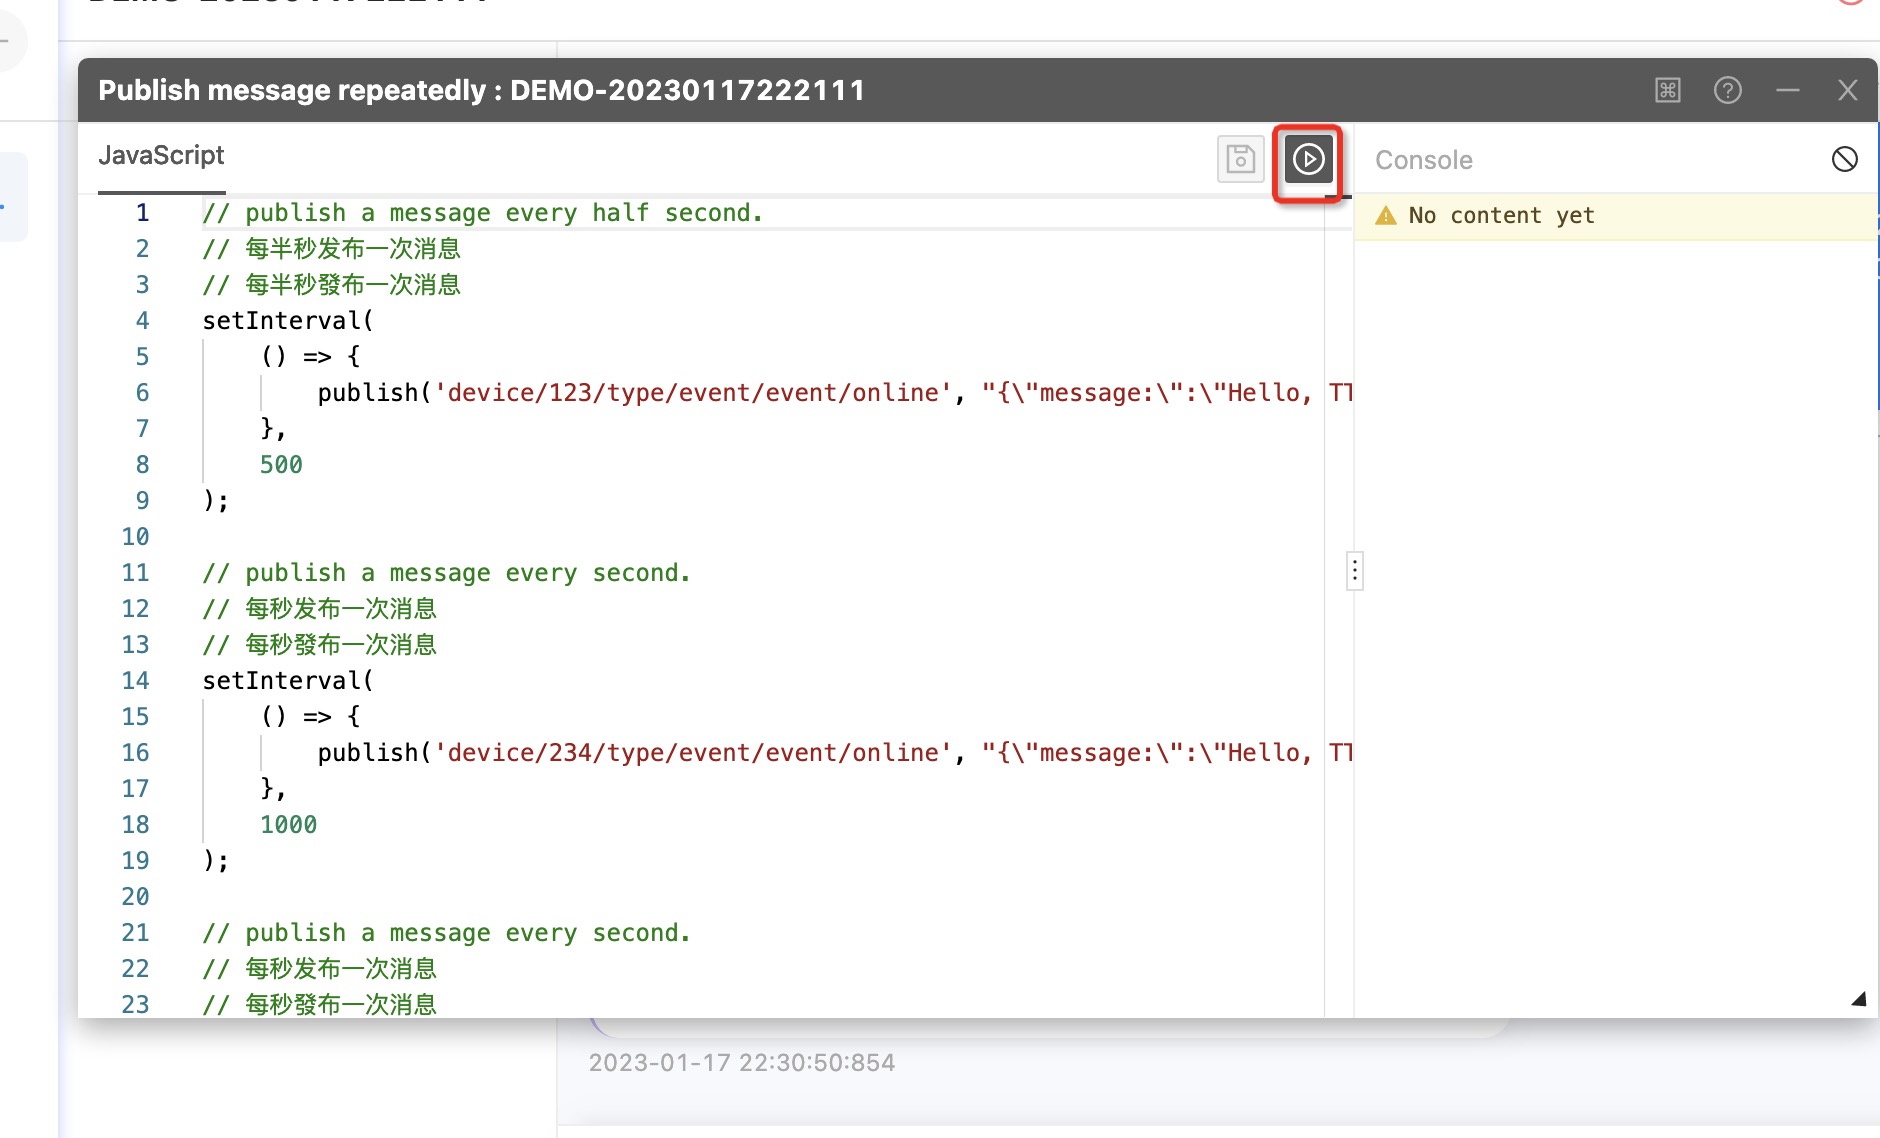 Publish message repeatedly : DEMO-20230117222111
JavaScript
Console
No content yet
1 // publish a message every half second.
2 // 每半秒发布一次消息
3 // 每半秒發布一次消息
4 setInterval(
5 () => {
6 publish('device/123/type/event/event/online', "{\"message:\":\"Hello, TT
7 },
8 500
9 );
10
11 // publish a message every second.
12 // 每秒发布一次消息
13 // 每秒發布一次消息
14 setInterval(
15 () => {
16 publish('device/234/type/event/event/online', "{\"message:\":\"Hello, TT
17 },
18 1000
19 );
20
21 // publish a message every second.
22 // 每秒发布一次消息
23 // 每秒發布一次消息
2023-01-17 22:30:50:854